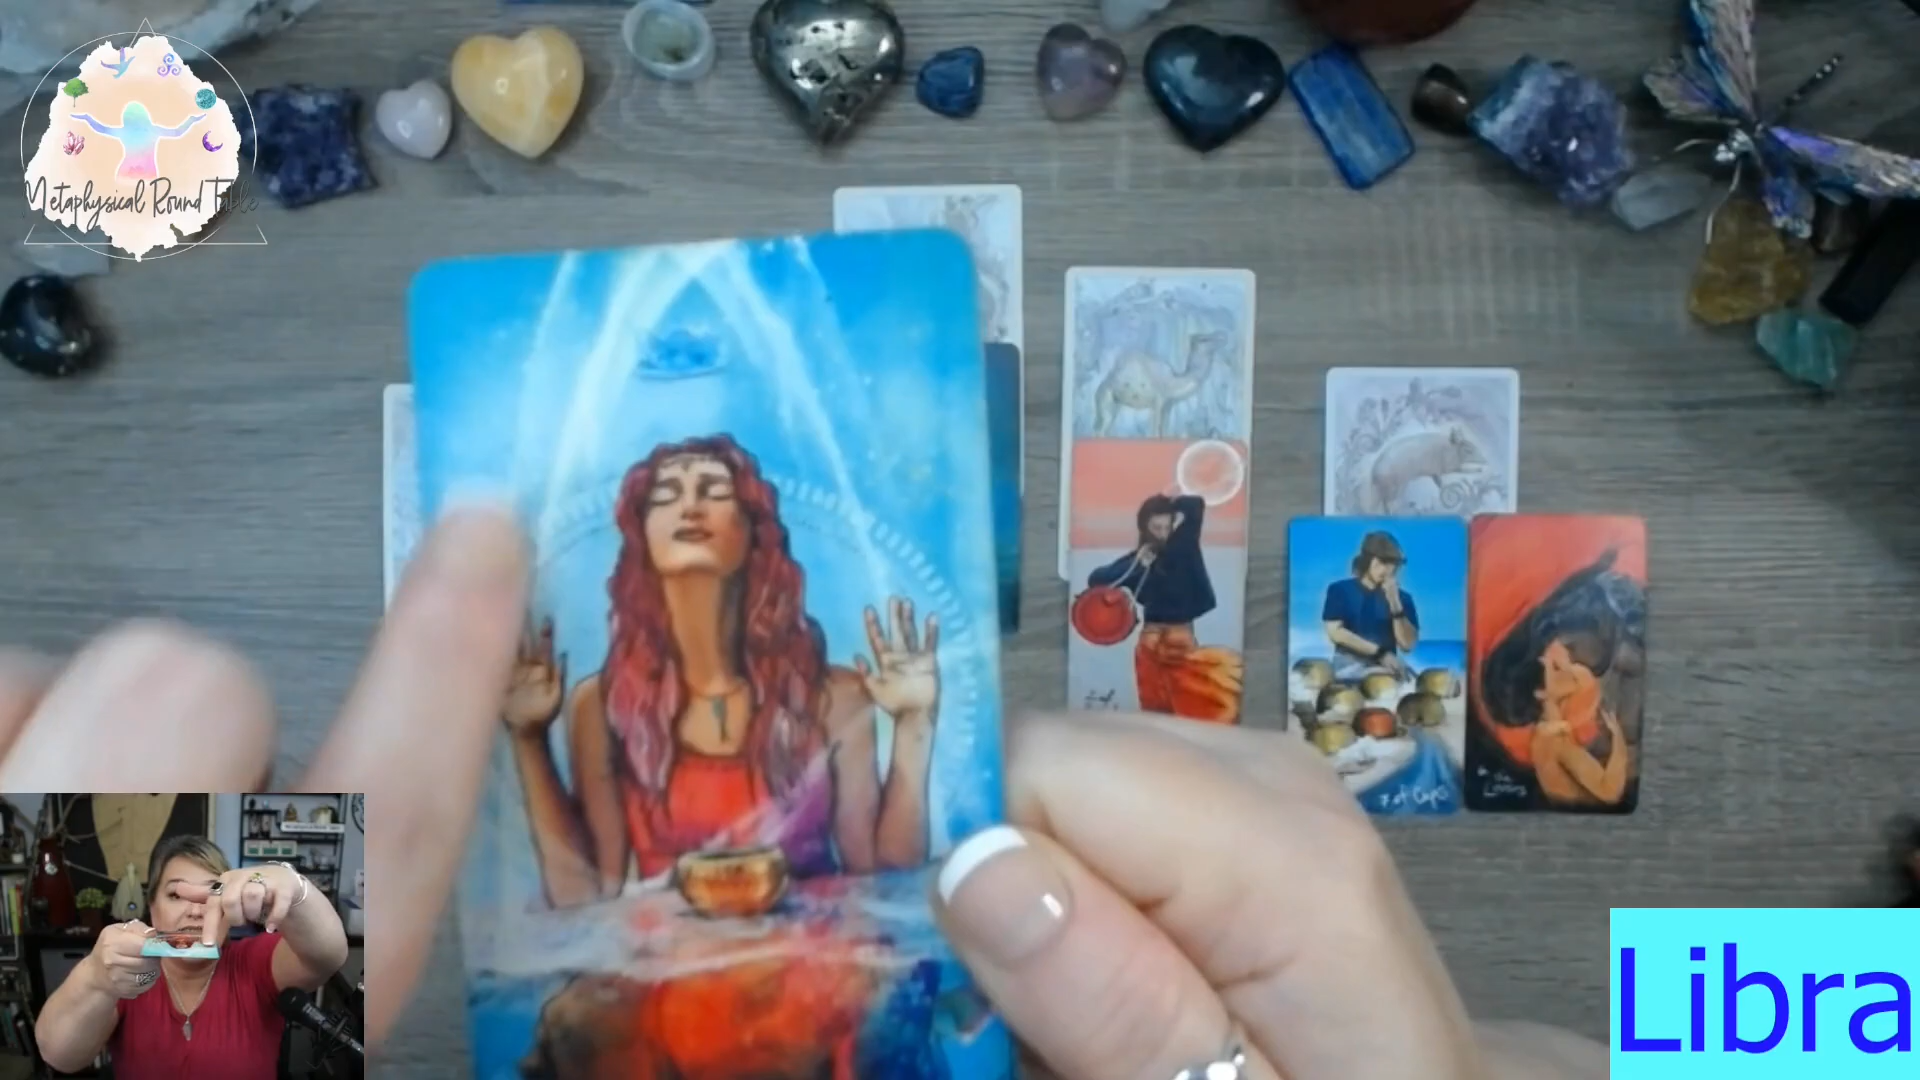 Metaphysical Round Table
7 of Cups
The
Lovers
Libra